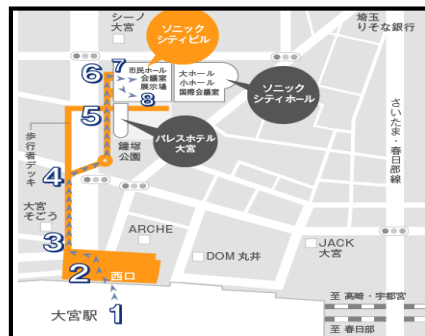 シーノ
大宮
ソニック
シティビル
埼玉
りそな銀行
6
7
市民ホール
会議室
展示場
8
大ホール
小ホール
国際会議室
ソニック
シティホール
5
パレスホテル
大宮
鐘塚
公園
さいたま・春日部線
歩行者デッキ
4
大宮
そごう
3
ARCHE
DOM 丸井
JACK
大宮
2
西口
1
大宮駅
至 高崎・宇都宮
至 春日部